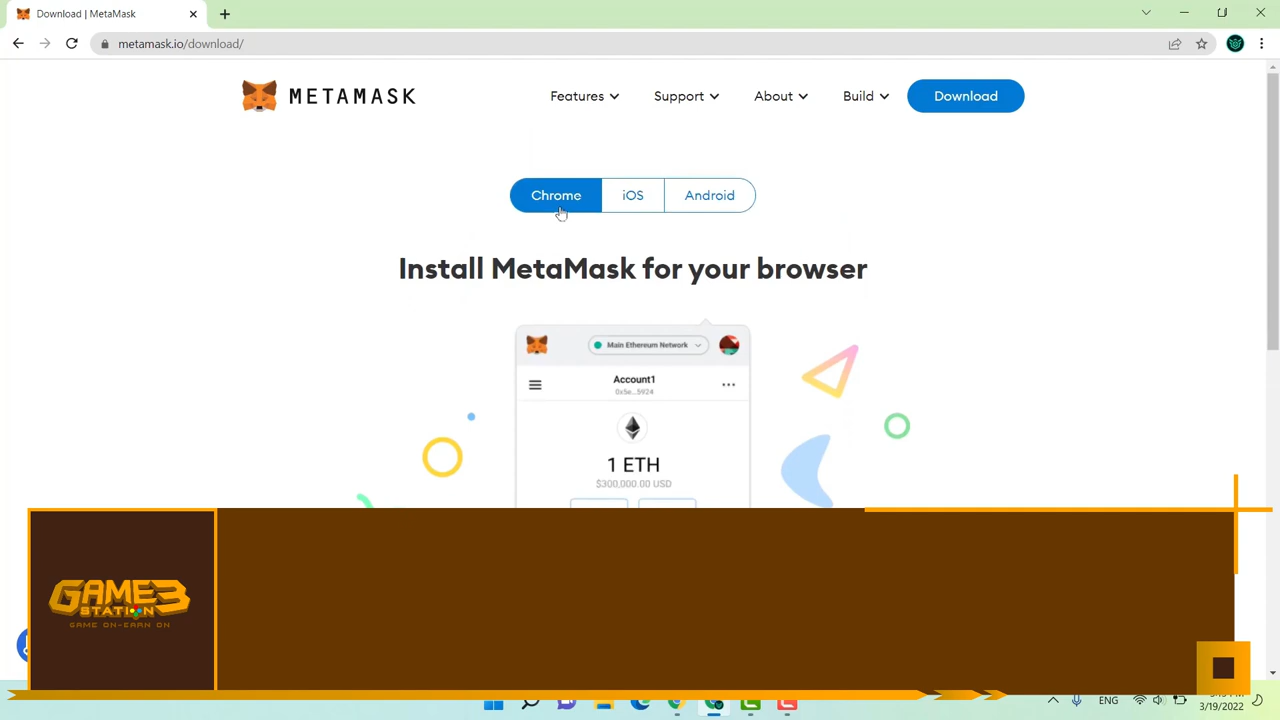 Download | MetaMask
metamask.io/download/
METAMASK
Features
Support
About
Build
Download
Chrome
iOS
Android
Install MetaMask for your browser
Main Ethereum Network
Account1
0x5e...5924
1 ETH
$300,000.00 USD
GAME3
STATION
GAME ON-EARN ON
ENG
3/19/2022